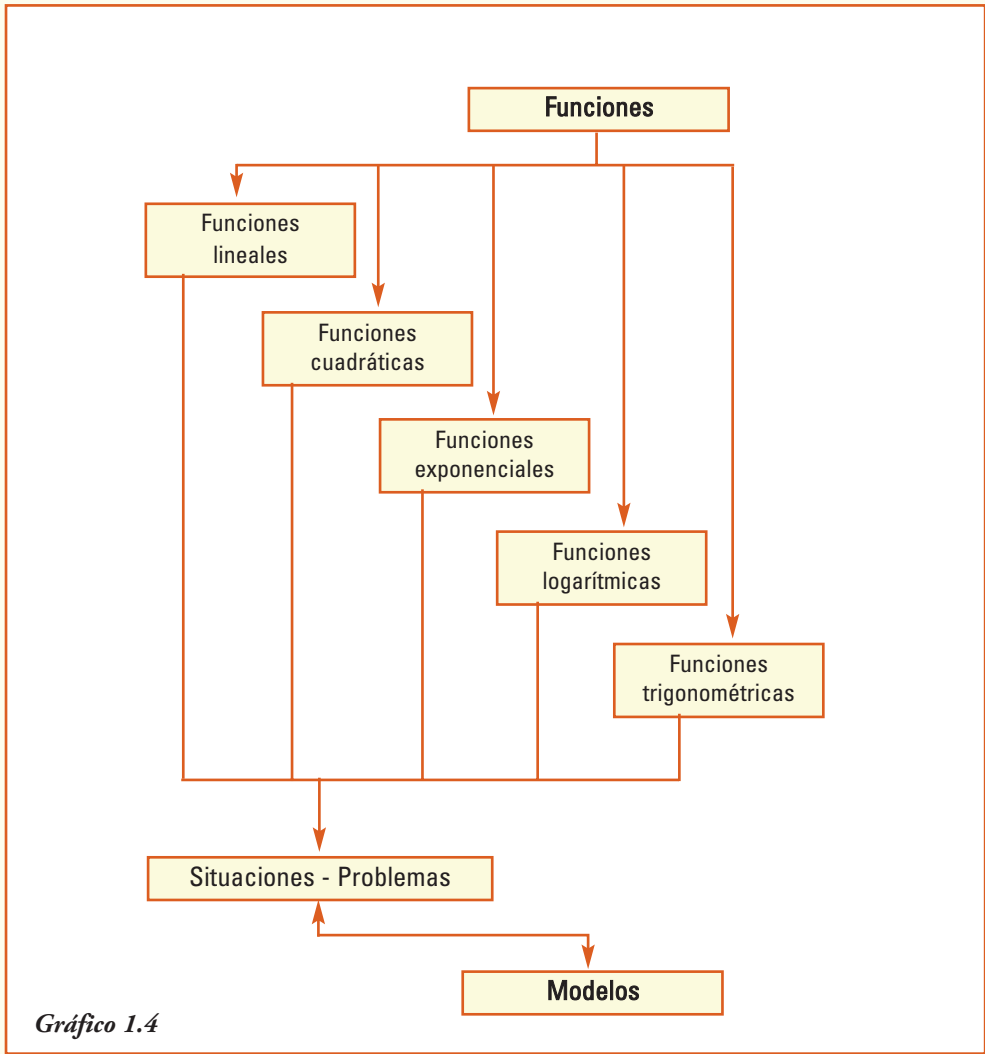 Funciones
Funciones
lineales
Funciones
cuadráticas
Funciones
exponenciales
Funciones
logarítmicas
Funciones
trigonométricas
Situaciones - Problemas
Modelos
Gráfico 1.4